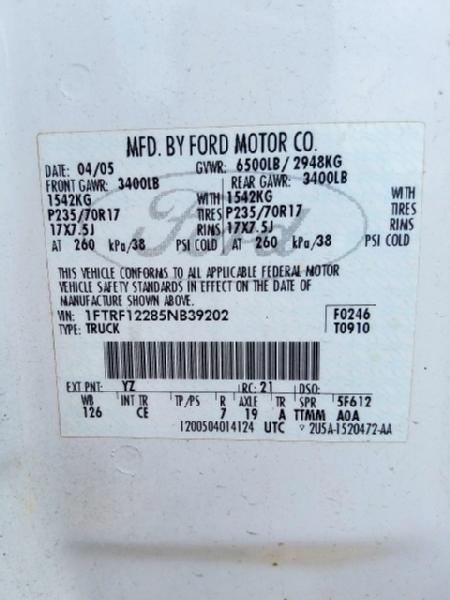 MFD. BY FORD MOTOR CO.
DATE: 04/05 GVWR: 6500LB/ 2948KG
FRONT GAWR: 3400LB REAR GAWR: 3400LB
1542KG WITH 1542KG WITH
P235/70R17 TIRES P235/70R17 TIRES
17X7.5J RIMS 17X7.5J RIMS
AT 260 kPa/38 PSI COLD AT 260 kPa/38 PSI COLD
THIS VEHICLE CONFORMS TO ALL APPLICABLE FEDERAL MOTOR
VEHICLE SAFETY STANDARDS IN EFFECT ON THE DATE OF
MANUFACTURE SHOWN ABOVE.
VIN: 1FTRF12285NB39202 F0246
TYPE: TRUCK T0910
EXT PNT: YZ RC: 21 DSO:
WB INT TR TP/PS R AXLE TR SPR 5F612
126 CE 7 19 A TTMM A0A
1200504014124 UTC 2U5A-1520472-AA
Ford